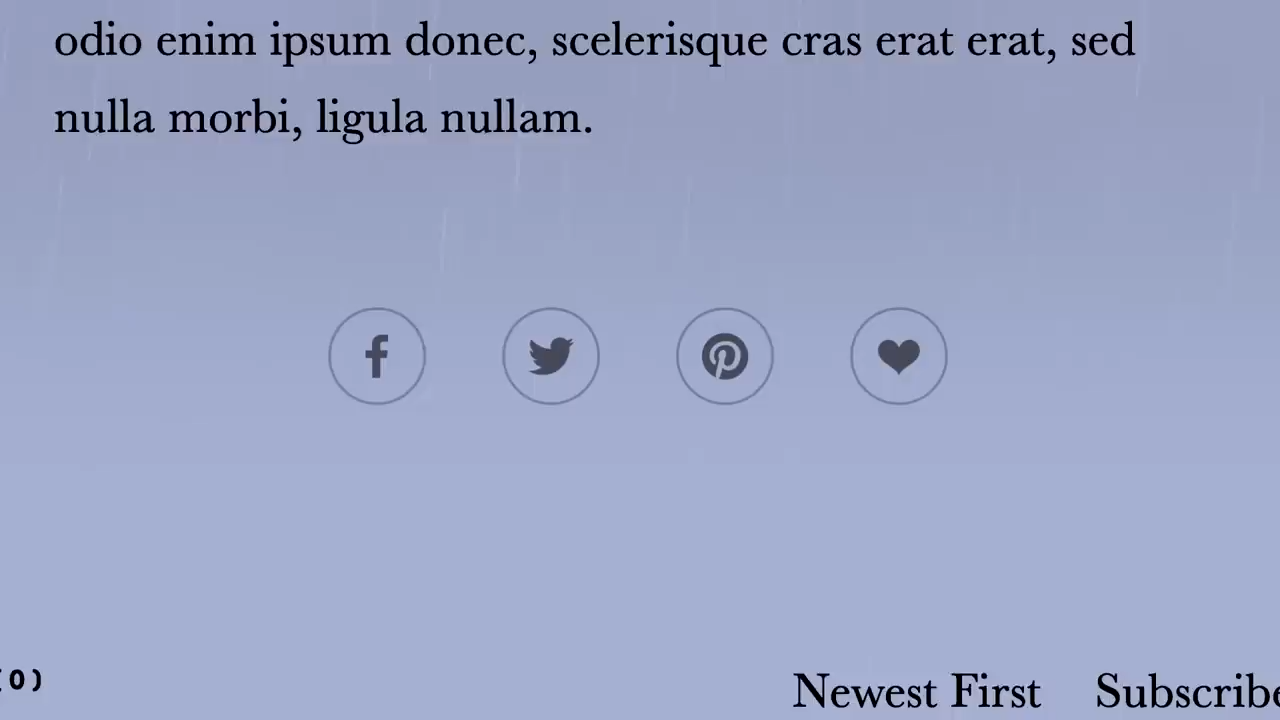 odio enim ipsum donec, scelerisque cras erat erat, sed
nulla morbi, ligula nullam.
(0)
Newest First Subscribe